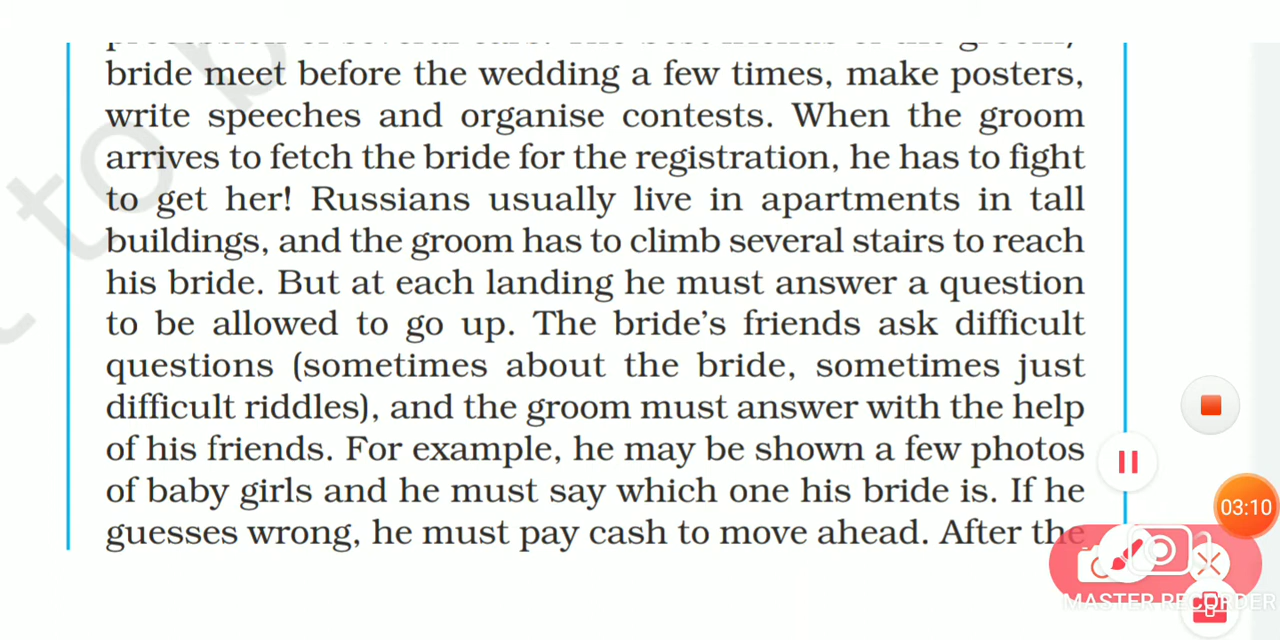 bride meet before the wedding a few times, make posters,
write speeches and organise contests. When the groom
arrives to fetch the bride for the registration, he has to fight
to get her! Russians usually live in apartments in tall
buildings, and the groom has to climb several stairs to reach
his bride. But at each landing he must answer a question
to be allowed to go up. The bride's friends ask difficult
questions (sometimes about the bride, sometimes just
difficult riddles), and the groom must answer with the help
of his friends. For example, he may be shown a few photos
of baby girls and he must say which one his bride is. If he
guesses wrong, he must pay cash to move ahead. After the
03:10
MASTER RECORDER
to b